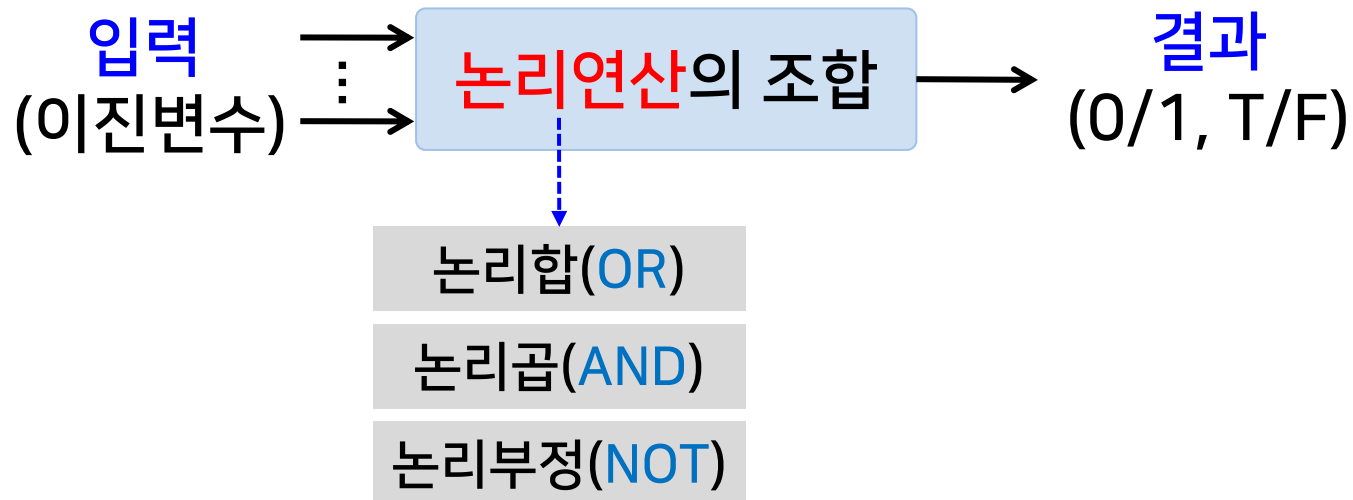 입력
(이진변수)
논리연산의 조합
결과
(0/1, T/F)
논리합(OR)
논리곱(AND)
논리부정(NOT)